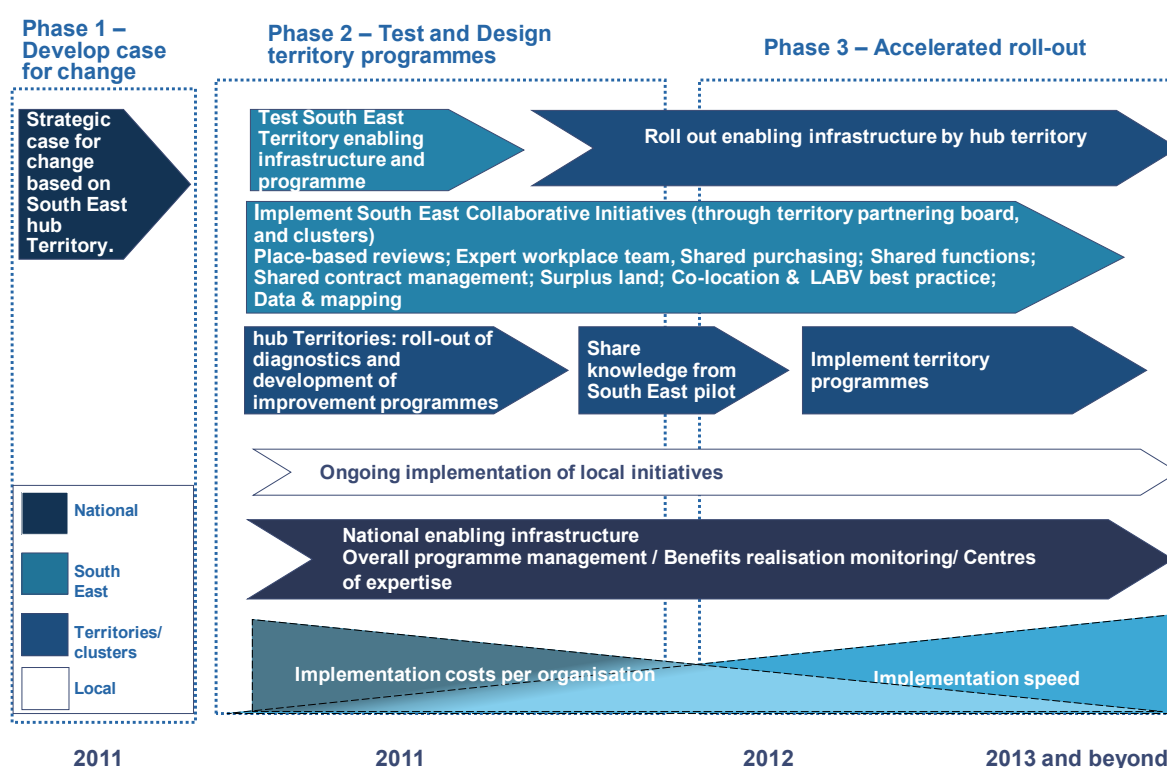 Phase 1 –
Develop case
for change
Phase 2 – Test and Design
territory programmes
Phase 3 – Accelerated roll-out
Strategic
case for
change
based on
South East
hub
Territory.
Test South East
Territory enabling
infrastructure and
programme
Roll out enabling infrastructure by hub territory
Implement South East Collaborative Initiatives (through territory partnering board,
and clusters)
Place-based reviews; Expert workplace team, Shared purchasing; Shared functions;
Shared contract management; Surplus land; Co-location & LABV best practice;
Data & mapping
hub Territories: roll-out of
diagnostics and
development of
improvement programmes
Share
knowledge from
South East pilot
Implement territory
programmes
Ongoing implementation of local initiatives
National enabling infrastructure
Overall programme management / Benefits realisation monitoring/ Centres
of expertise
National
South
East
Territories/
clusters
Local
Implementation costs per organisation
Implementation speed
2011
2011
2012
2013 and beyond